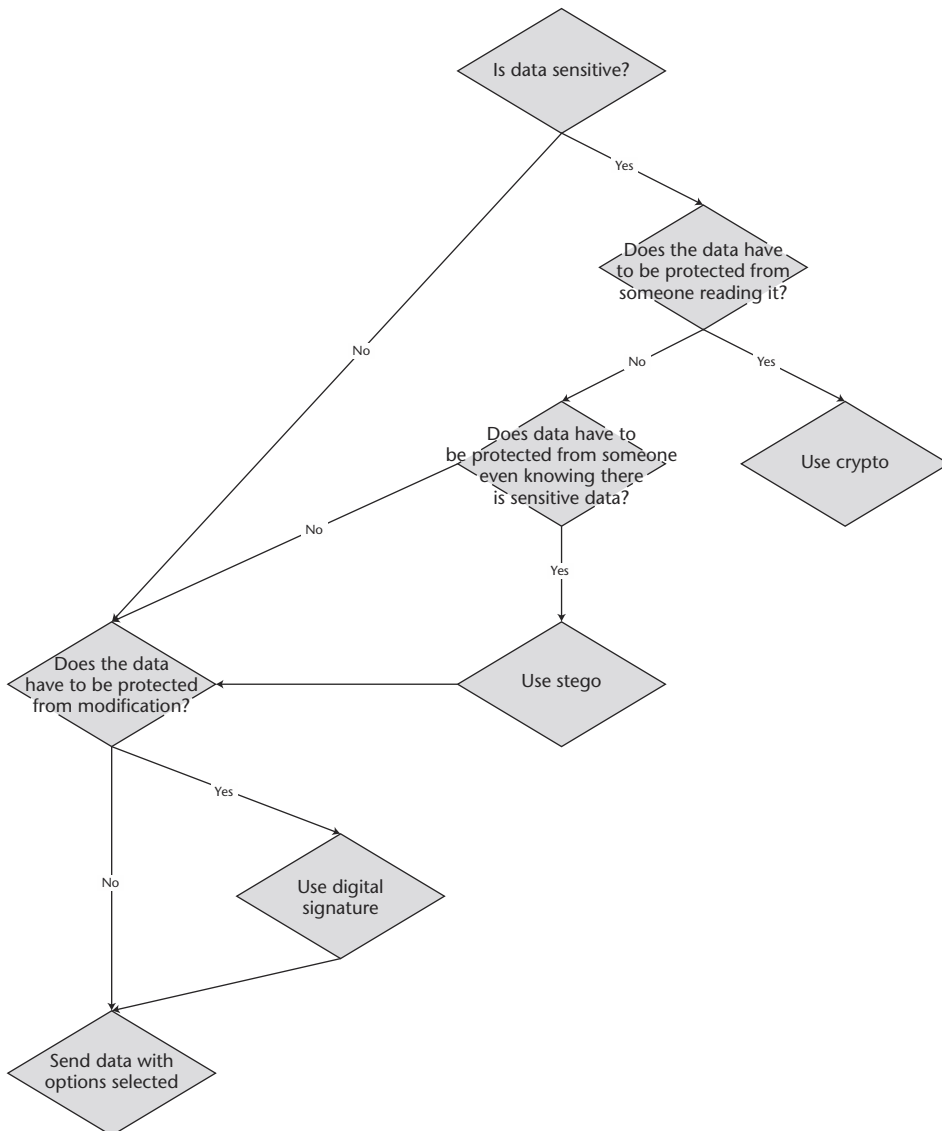 Is data sensitive?
Yes
Does the data have
to be protected from
someone reading it?
No
No
Yes
Does data have to
be protected from someone
even knowing there
is sensitive data?
Use crypto
No
Yes
Does the data
have to be protected
from modification?
Use stego
Yes
No
Use digital
signature
Send data with
options selected